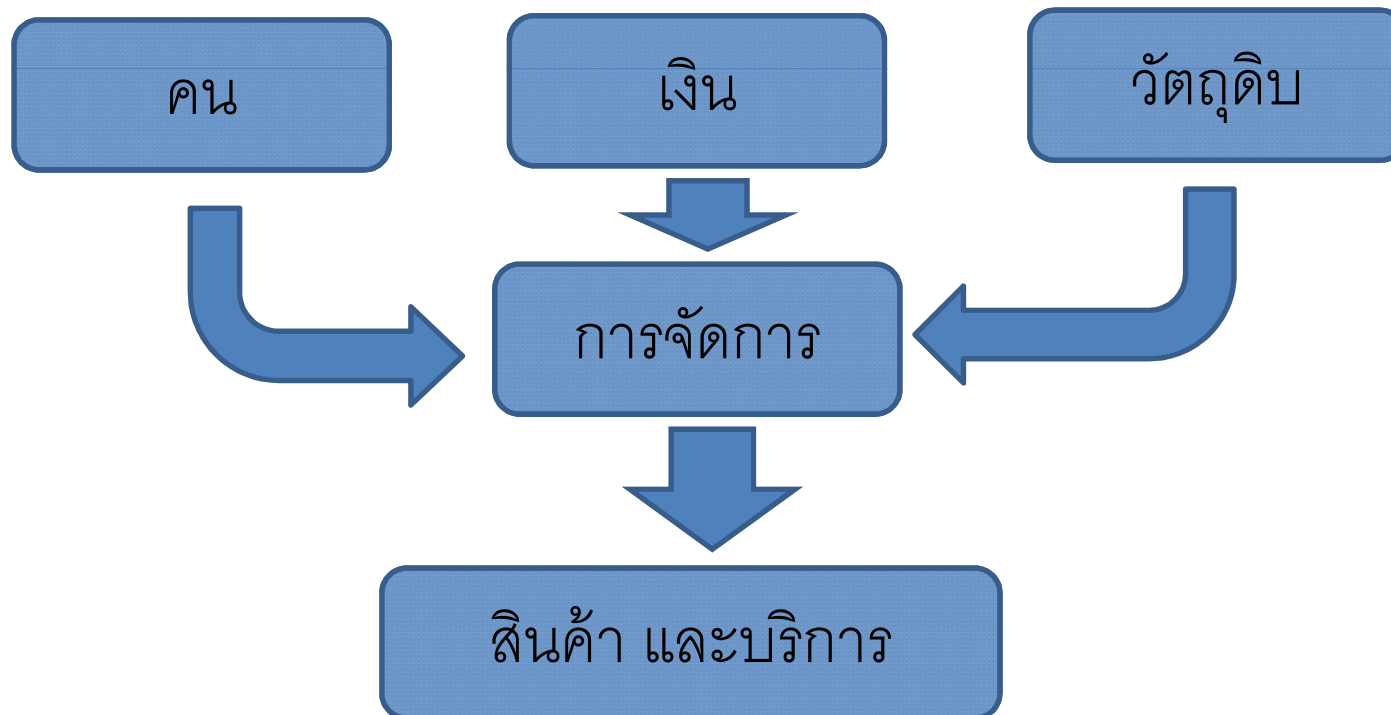 คน
เงิน
วัตถุดิบ
การจัดการ
สินค้า และบริการ